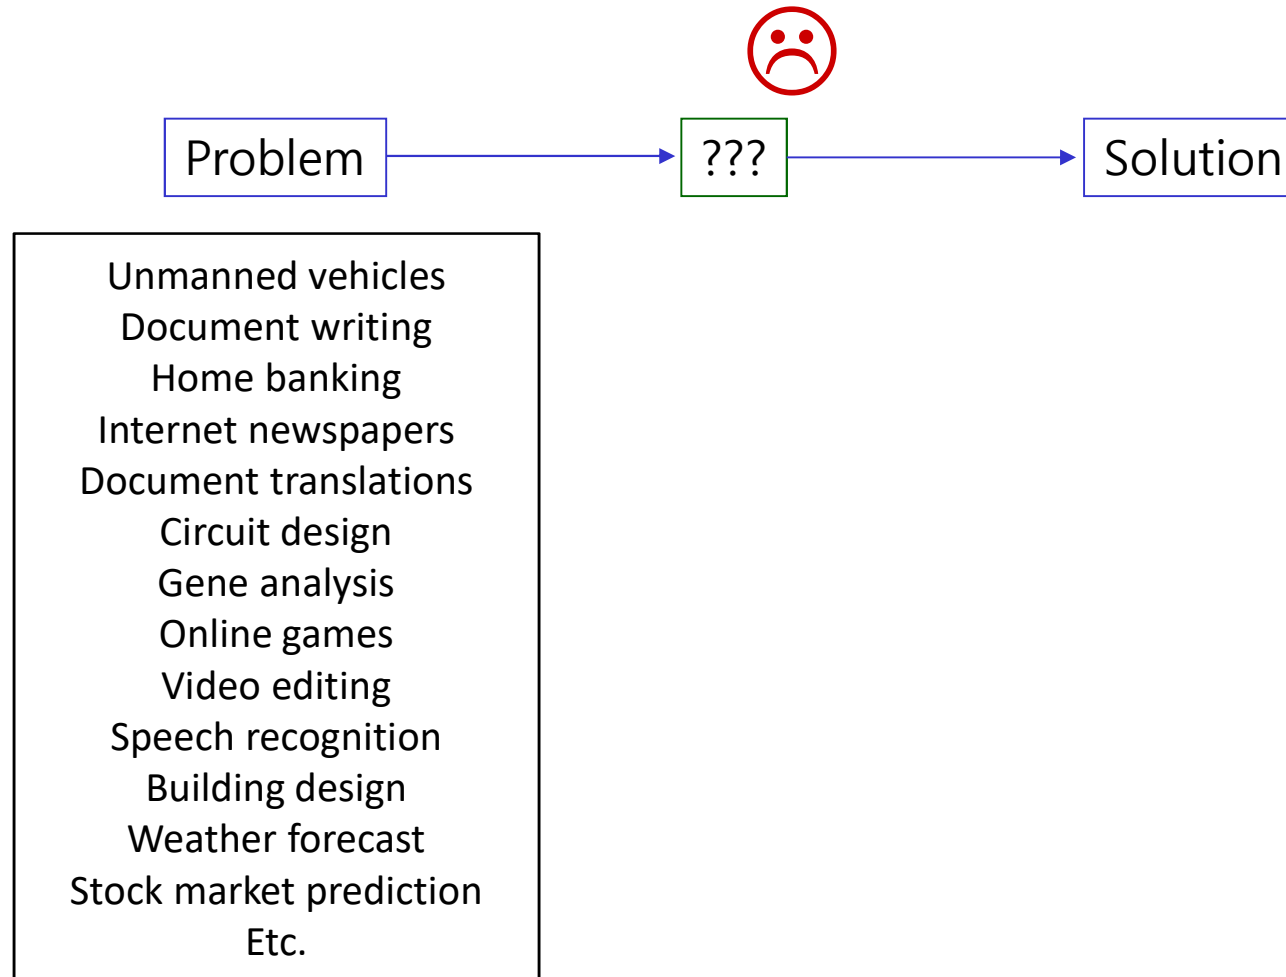 Problem
???
Solution
Unmanned vehicles
Document writing
Home banking
Internet newspapers
Document translations
Circuit design
Gene analysis
Online games
Video editing
Speech recognition
Building design
Weather forecast
Stock market prediction
Etc.